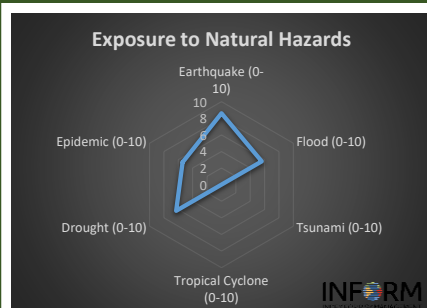 Exposure to Natural Hazards
Earthquake (0-
10)
10
8
6
4
2
0
Flood (0-10)
Tsunami (0-10)
Tropical Cyclone
(0-10)
Drought (0-10)
Epidemic (0-10)
INFORM